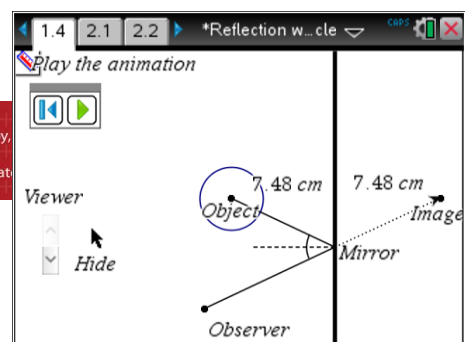 1.4 2.1 2.2 *Reflection w...cle CAPS
Play the animation
y,
ate
7.48 cm 7.48 cm
Viewer
Object
Image
Mirror
Hide
Observer